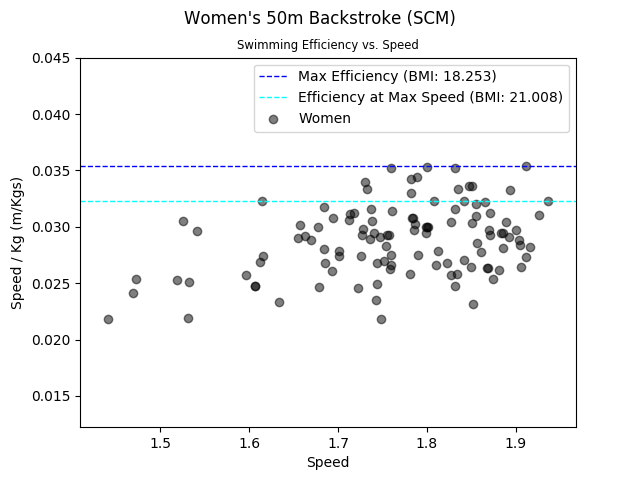 Women's 50m Backstroke (SCM)
Swimming Efficiency vs. Speed
Max Efficiency (BMI: 18.253)
Efficiency at Max Speed (BMI: 21.008)
Women
Speed / Kg (m/Kgs)
0.045
0.040
0.035
0.030
0.025
0.020
0.015
1.5 1.6 1.7 1.8 1.9
Speed